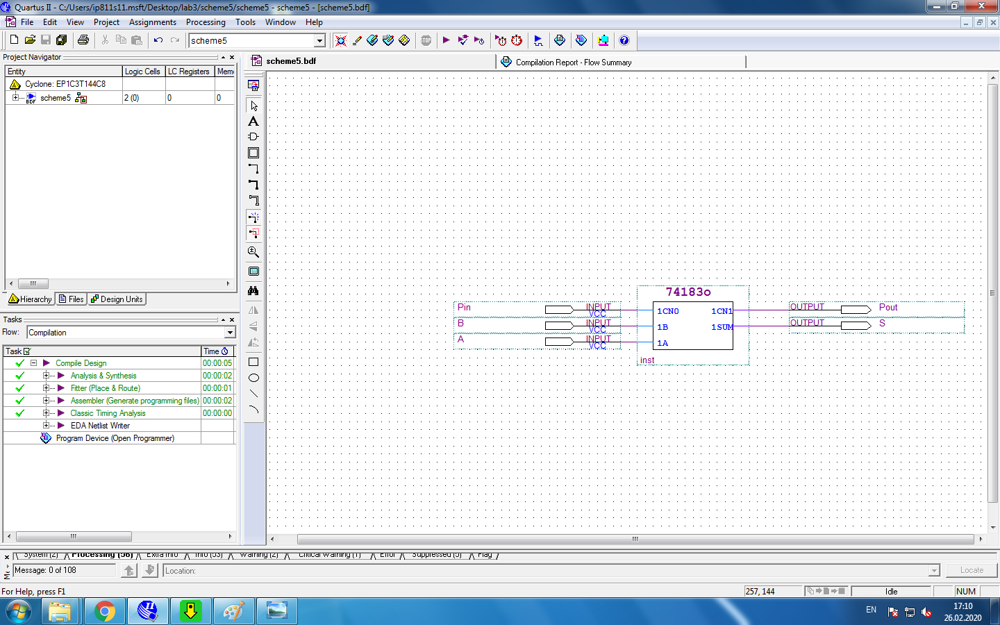 Quartus II - C:/Users/ip811s11.msft/Desktop/lab3/scheme5/scheme5 - scheme5 - [scheme5.bdf]
File Edit View Project Assignments Processing Tools Window Help
scheme5
STOP
Project Navigator
Entity Logic Cells LC Registers Mem
Cyclone: EP1C3T144C8
BDF scheme5 2 (0) 0 0
Hierarchy Files Design Units
Tasks
Flow: Compilation
Task Time
Compile Design 00:00:05
Analysis & Synthesis 00:00:02
Fitter (Place & Route) 00:00:01
Assembler (Generate programming files) 00:00:02
Classic Timing Analysis 00:00:00
EDA Netlist Writer
Program Device (Open Programmer)
scheme5.bdf
Compilation Report - Flow Summary
A
74183o
Pin INPUT VCC 1CN0 1CN1 OUTPUT Pout
B INPUT VCC 1B 1SUM OUTPUT S
A INPUT VCC 1A
inst
System (2) Processing (56) Extra Info Info (53) Warning (2) Critical Warning (1) Error Suppressed (5) Flag
Message: 0 of 108
Location:
Locate
For Help, press F1
257, 144
Idle
NUM
EN
17:10
26.02.2020